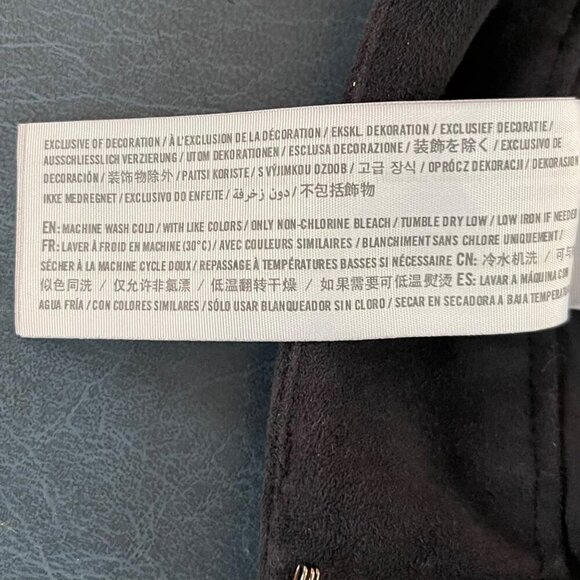 EXCLUSIVE OF DECORATION / À L'EXCLUSION DE LA DÉCORATION / EKSKL. DEKORATION / EXCLUSIEF DECORATIE /
AUSSCHLIESSLICH VERZIERUNG / UTOM DEKORATIONEN / ESCLUSA DECORAZIONE / 装飾を除く / EXCLUSIVO DE
DECORACIÓN / 装饰物除外 / PAITSI KORISTE / S VÝJIMKOU OZDOB / 고급 장식 / OPRÓCZ DEKORACJI / DEKORASJON
IKKE MEDREGNET / EXCLUSIVO DO ENFEITE / دون زخرفة / 不包括飾物
EN: MACHINE WASH COLD / WITH LIKE COLORS / ONLY NON-CHLORINE BLEACH / TUMBLE DRY LOW / LOW IRON IF NEEDED
FR: LAVER À FROID EN MACHINE (30°C) / AVEC COULEURS SIMILAIRES / BLANCHIMENT SANS CHLORE UNIQUEMENT /
SÉCHER À LA MACHINE CYCLE DOUX / REPASSAGE À TEMPÉRATURES BASSES SI NÉCESSAIRE CN: 冷水机洗 / 可与
似色同洗 / 仅允许非氯漂 / 低温翻转干燥 / 如果需要可低温熨烫 ES: LAVAR A MÁQUINA CON
AGUA FRÍA / CON COLORES SIMILARES / SÓLO USAR BLANQUEADOR SIN CLORO / SECAR EN SECADORA A BAJA